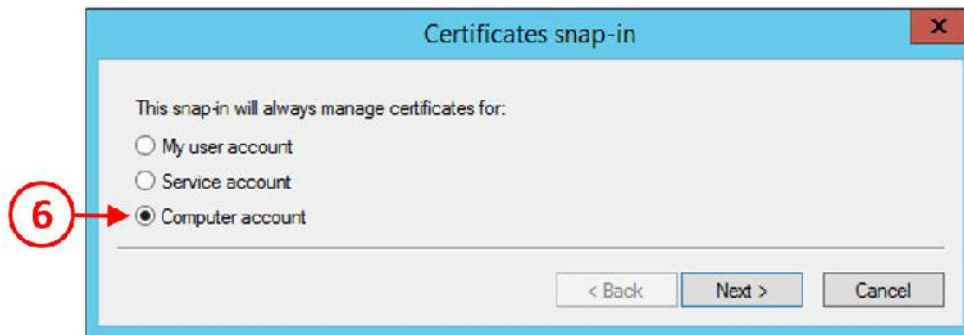 Certificates snap-in
x
This snap-in will always manage certificates for:
My user account
Service account
6
Computer account
< Back Next > Cancel